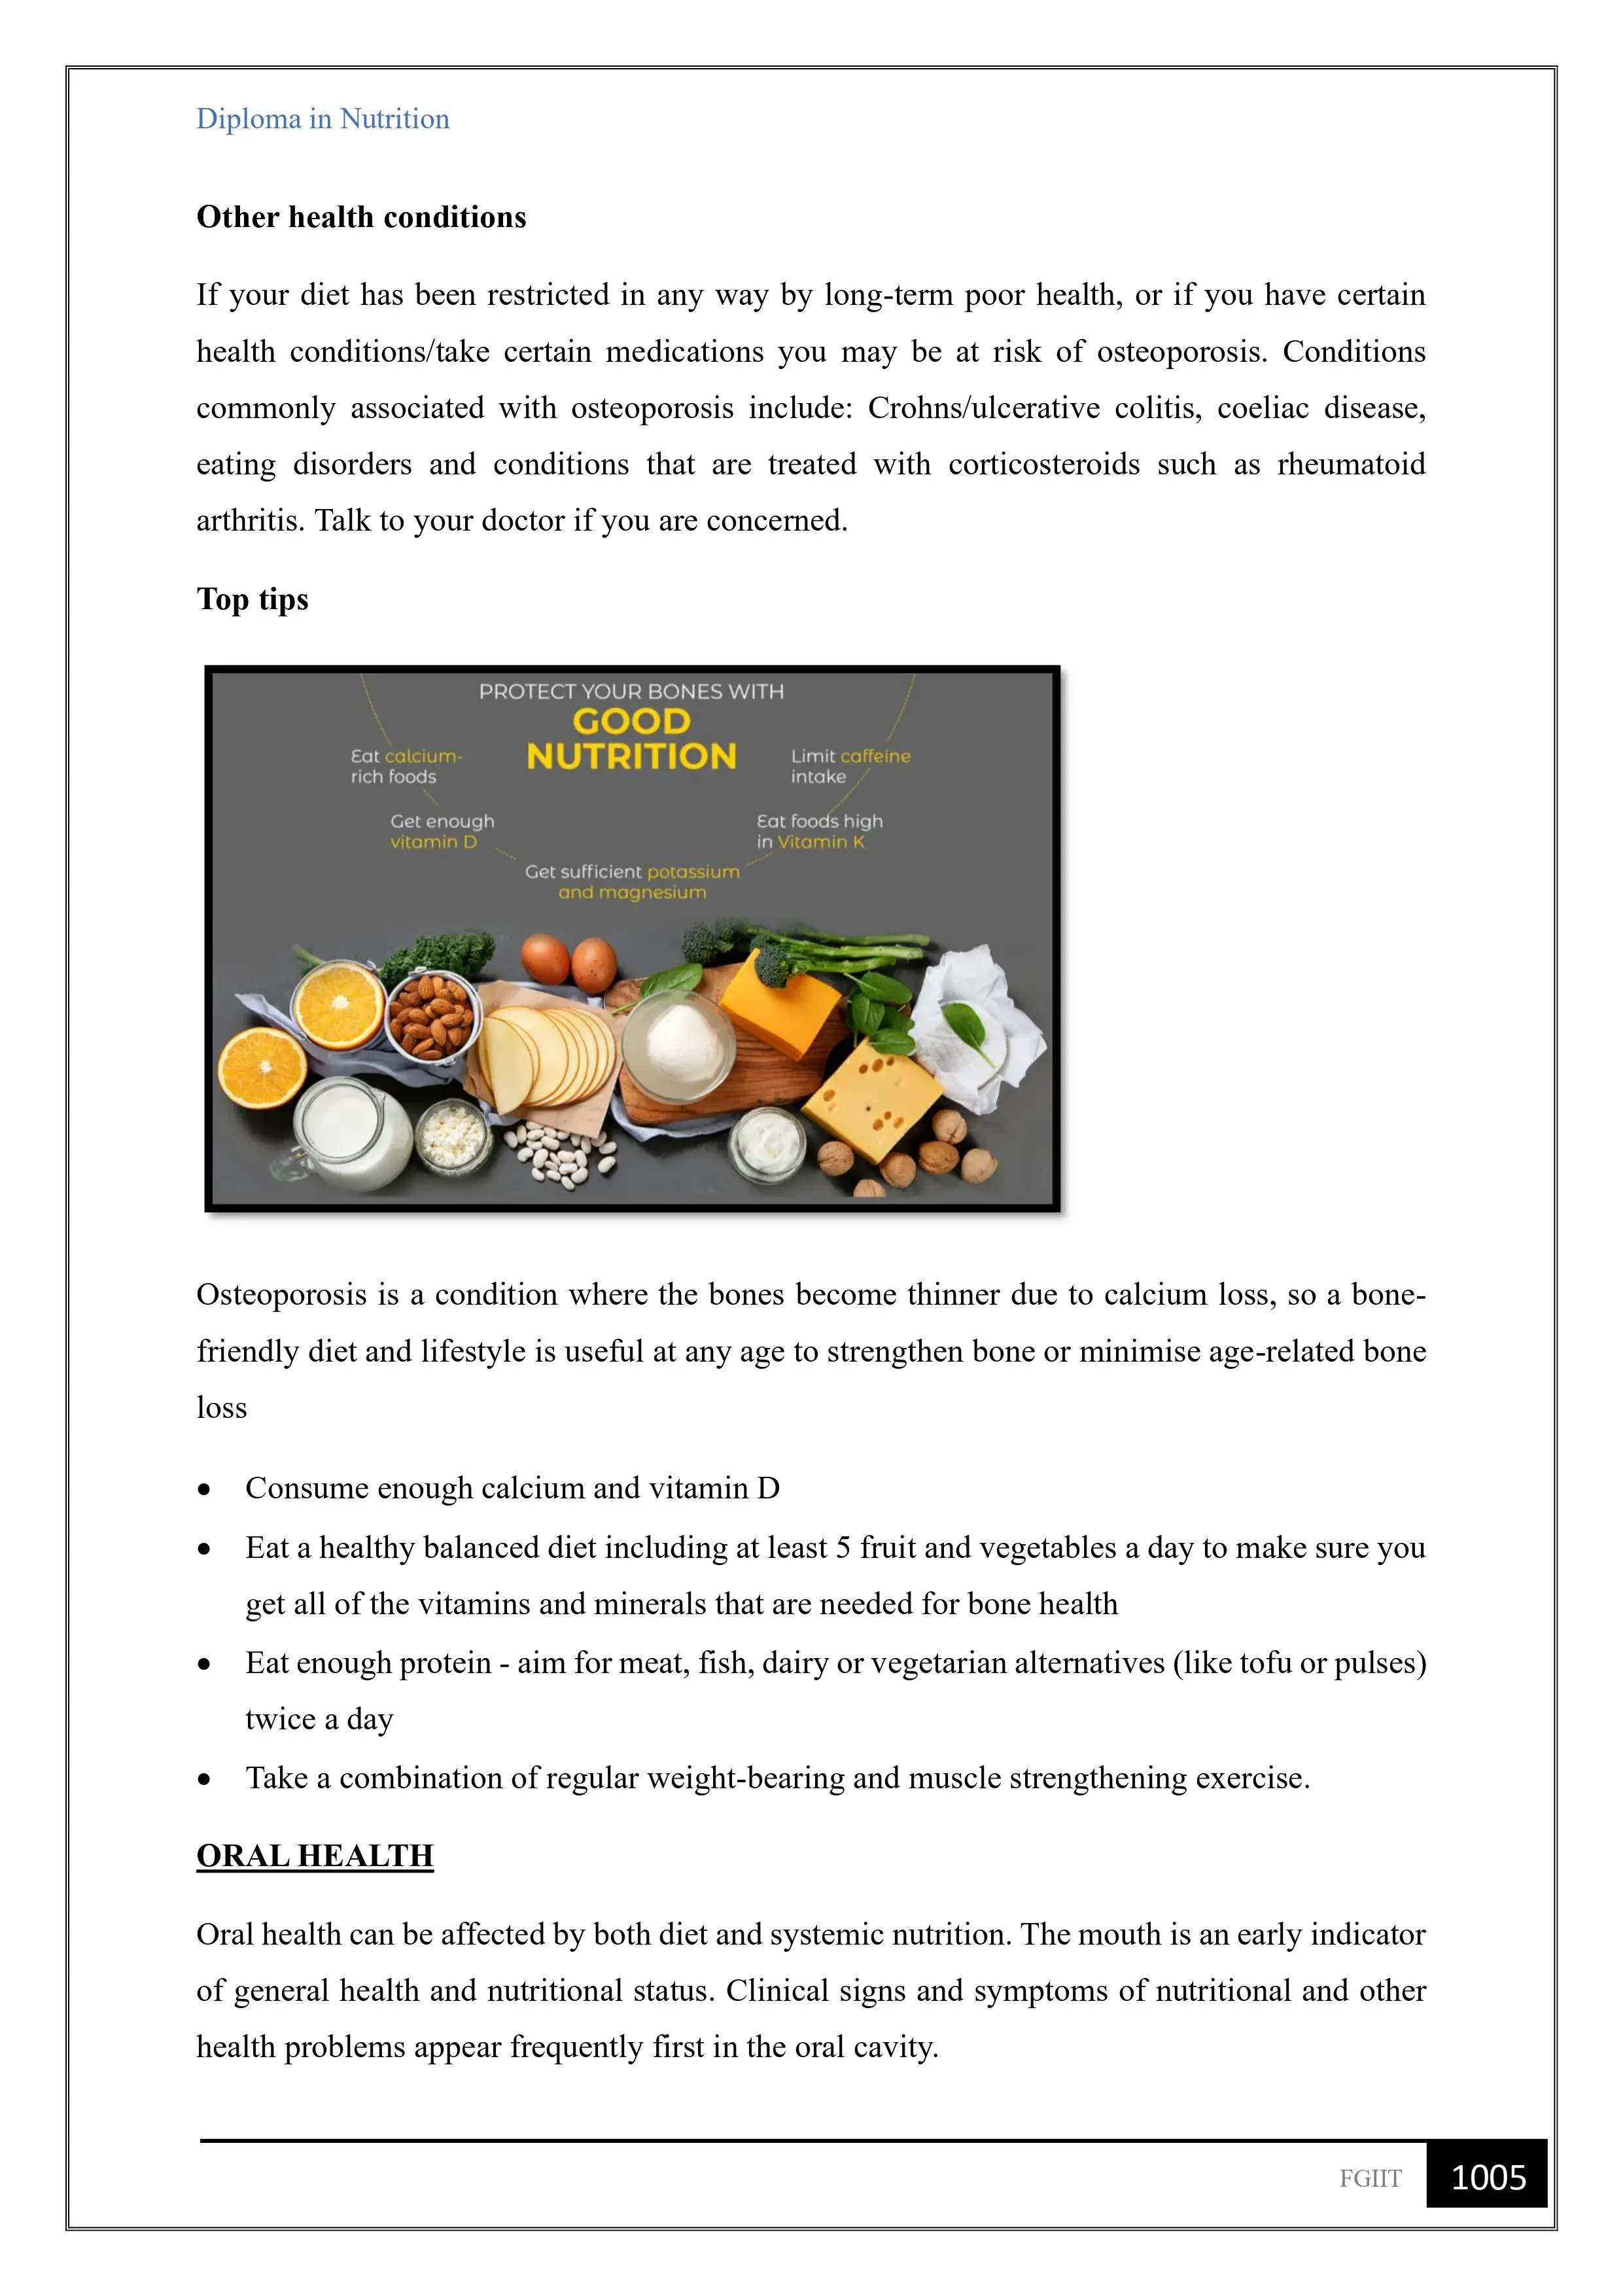 Diploma in Nutrition
Other health conditions
If your diet has been restricted in any way by long-term poor health, or if you have certain
health conditions/take certain medications you may be at risk of osteoporosis. Conditions
commonly associated with osteoporosis include: Crohns/ulcerative colitis, coeliac disease,
eating disorders and conditions that are treated with corticosteroids such as rheumatoid
arthritis. Talk to your doctor if you are concerned.
Top tips
PROTECT YOUR BONES WITH
GOOD
NUTRITION
Eat calcium-
rich foods
Get enough
vitamin D
Get sufficient potassium
and magnesium
Eat foods high
in Vitamin K
Limit caffeine
intake
Osteoporosis is a condition where the bones become thinner due to calcium loss, so a bone-
friendly diet and lifestyle is useful at any age to strengthen bone or minimise age-related bone
loss
• Consume enough calcium and vitamin D
• Eat a healthy balanced diet including at least 5 fruit and vegetables a day to make sure you
get all of the vitamins and minerals that are needed for bone health
• Eat enough protein - aim for meat, fish, dairy or vegetarian alternatives (like tofu or pulses)
twice a day
• Take a combination of regular weight-bearing and muscle strengthening exercise.
ORAL HEALTH
Oral health can be affected by both diet and systemic nutrition. The mouth is an early indicator
of general health and nutritional status. Clinical signs and symptoms of nutritional and other
health problems appear frequently first in the oral cavity.
FGIIT 1005